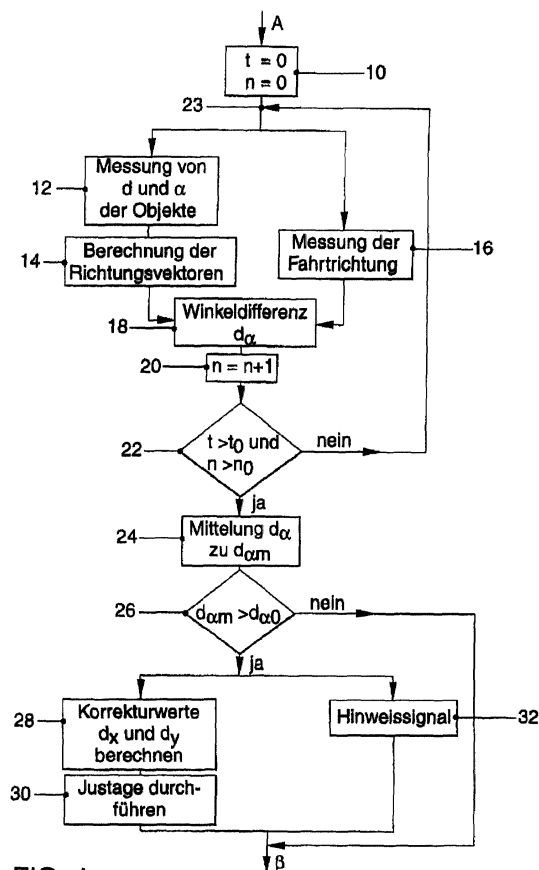 A
t = 0
n = 0
10
23
Messung von
d und α
der Objekte
12
Berechnung der
Richtungsvektoren
14
Messung der
Fahrtrichtung
16
Winkeldifferenz
dα
18
n = n+1
20
t >t0 und
n >n0
22
nein
ja
Mittelung dα
zu dαm
24
dαm >dα0
26
nein
ja
Korrekturwerte
dx und dy
berechnen
28
Hinweissignal
32
Justage durch-
führen
30
β